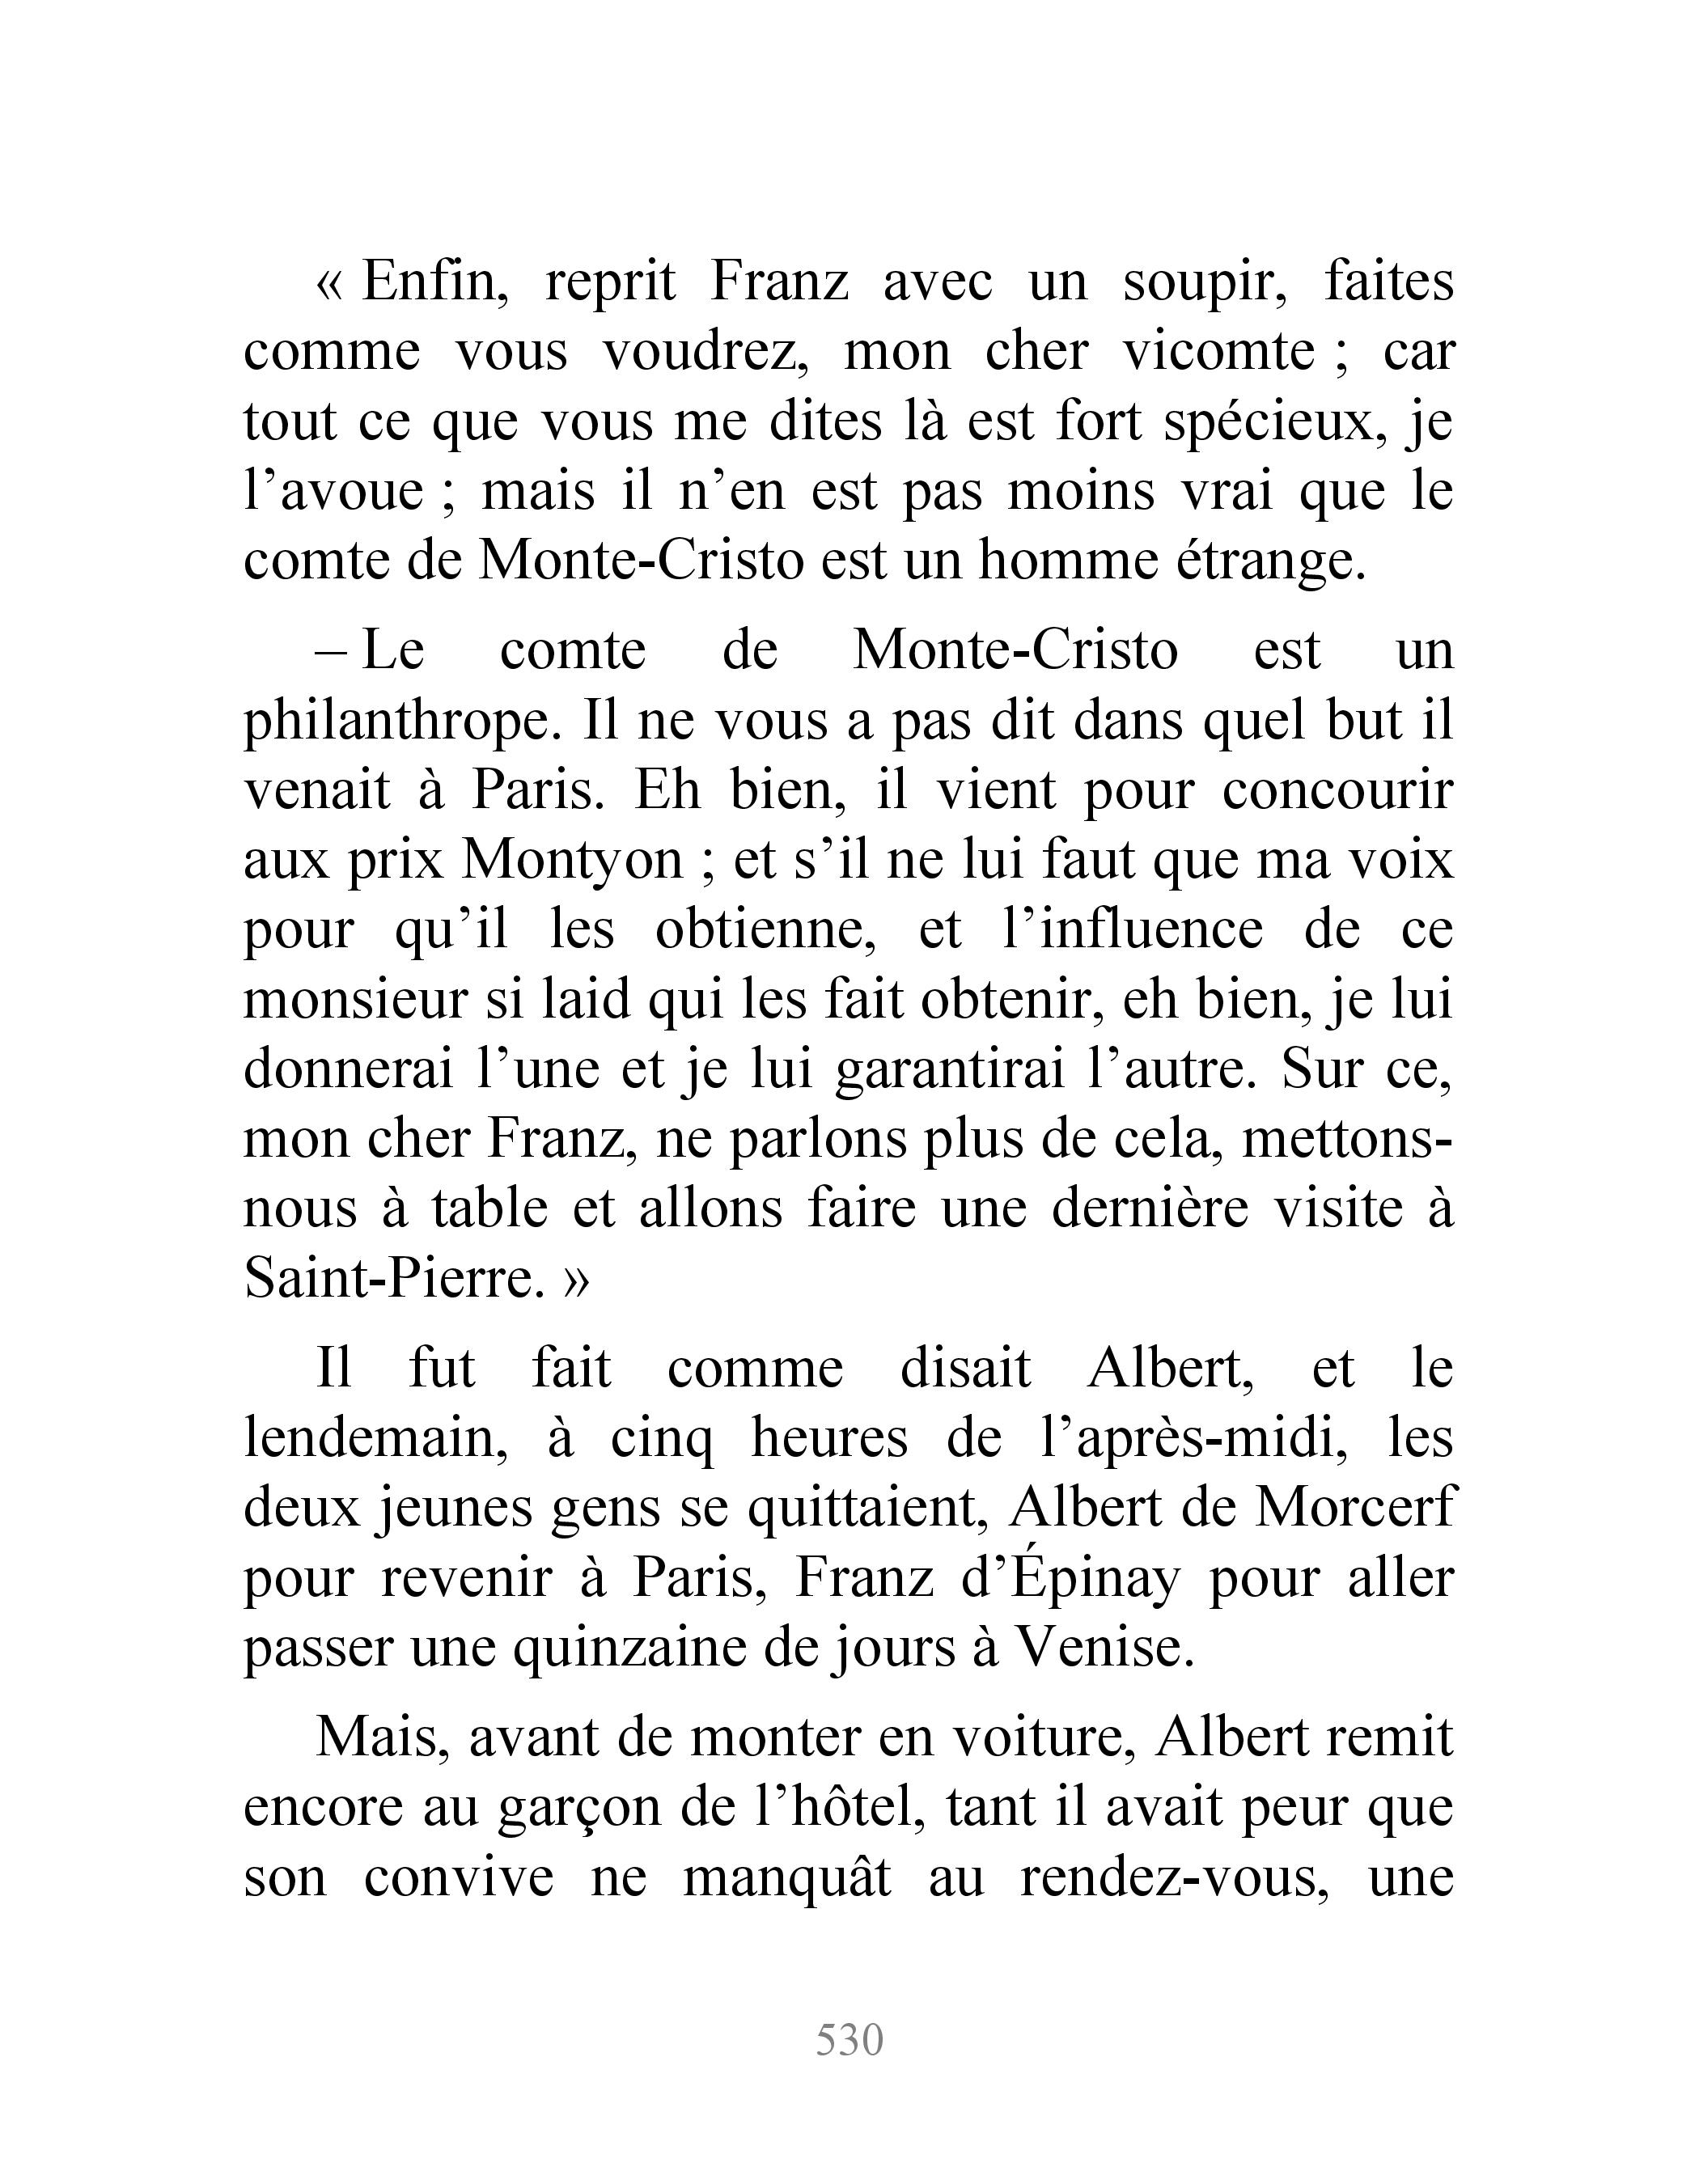 « Enfin, reprit Franz avec un soupir, faites
comme vous voudrez, mon cher vicomte ; car
tout ce que vous me dites là est fort spécieux, je
l’avoue ; mais il n’en est pas moins vrai que le
comte de Monte-Cristo est un homme étrange.
– Le comte de Monte-Cristo est un
philanthrope. Il ne vous a pas dit dans quel but il
venait à Paris. Eh bien, il vient pour concourir
aux prix Montyon ; et s’il ne lui faut que ma voix
pour qu’il les obtienne, et l’influence de ce
monsieur si laid qui les fait obtenir, eh bien, je lui
donnerai l’une et je lui garantirai l’autre. Sur ce,
mon cher Franz, ne parlons plus de cela, mettons-
nous à table et allons faire une dernière visite à
Saint-Pierre. »
Il fut fait comme disait Albert, et le
lendemain, à cinq heures de l’après-midi, les
deux jeunes gens se quittaient, Albert de Morcerf
pour revenir à Paris, Franz d’Épinay pour aller
passer une quinzaine de jours à Venise.
Mais, avant de monter en voiture, Albert remit
encore au garçon de l’hôtel, tant il avait peur que
son convive ne manquât au rendez-vous, une
530